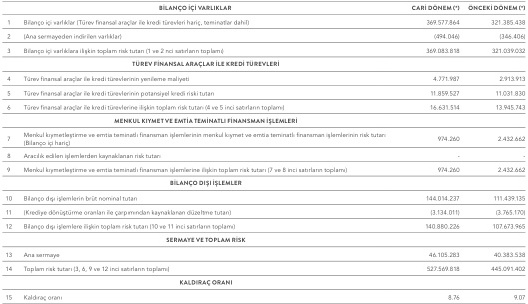 BİLANÇO İÇİ VARLIKLAR CARİ DÖNEM (*) ÖNCEKİ DÖNEM (*)
1 Bilanço içi varlıklar (Türev finansal araçlar ile kredi türevleri hariç, teminatlar dahil) 369.577.864 321.385.438
2 (Ana sermayeden indirilen varlıklar) (494.046) (346.406)
3 Bilanço içi varlıklara ilişkin toplam risk tutarı (1 ve 2 nci satırların toplamı) 369.083.818 321.039.032
TÜREV FİNANSAL ARAÇLAR İLE KREDİ TÜREVLERİ
4 Türev finansal araçlar ile kredi türevlerinin yenileme maliyeti 4.771.987 2.913.913
5 Türev finansal araçlar ile kredi türevlerinin potansiyel kredi riski tutarı 11.859.527 11.031.830
6 Türev finansal araçlar ile kredi türevlerine ilişkin toplam risk tutarı (4 ve 5 inci satırların toplamı) 16.631.514 13.945.743
MENKUL KIYMET VE EMTİA TEMİNATLI FİNANSMAN İŞLEMLERİ
7 Menkul kıymetleştirme ve emtia teminatlı finansman işlemlerinin menkul kıymet ve emtia teminatlı finansman işlemlerinin risk tutarı 974.260 2.432.662
(Bilanço içi hariç)
8 Aracılık edilen işlemlerden kaynaklanan risk tutarı - -
9 Menkul kıymetleştirme ve emtia teminatlı finansman işlemlerine ilişkin toplam risk tutarı (7 ve 8 inci satırların toplamı) 974.260 2.432.662
BİLANÇO DIŞI İŞLEMLER
10 Bilanço dışı işlemlerin brüt nominal tutarı 144.014.237 111.439.135
11 (Krediye dönüştürme oranları ile çarpımından kaynaklanan düzeltme tutarı) (3.134.011) (3.765.170)
12 Bilanço dışı işlemlere ilişkin toplam risk tutarı (10 ve 11 inci satırların toplamı) 140.880.226 107.673.965
SERMAYE VE TOPLAM RİSK
13 Ana sermaye 46.105.283 40.383.538
14 Toplam risk tutarı (3, 6, 9 ve 12 inci satırların toplamı) 527.569.818 445.091.402
KALDIRAÇ ORANI
15 Kaldıraç oranı 8.76 9.07